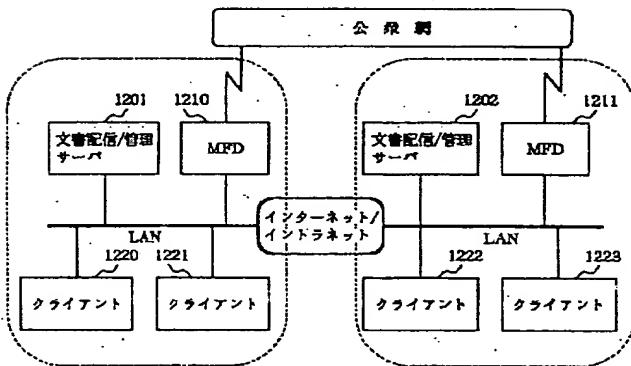 公衆網
1201
1210
1202
1211
文書配信/管理
サーバ
MFD
文書配信/管理
サーバ
MFD
インターネット/
イントラネット
LAN
LAN
1220
1221
1222
1223
クライアント
クライアント
クライアント
クライアント